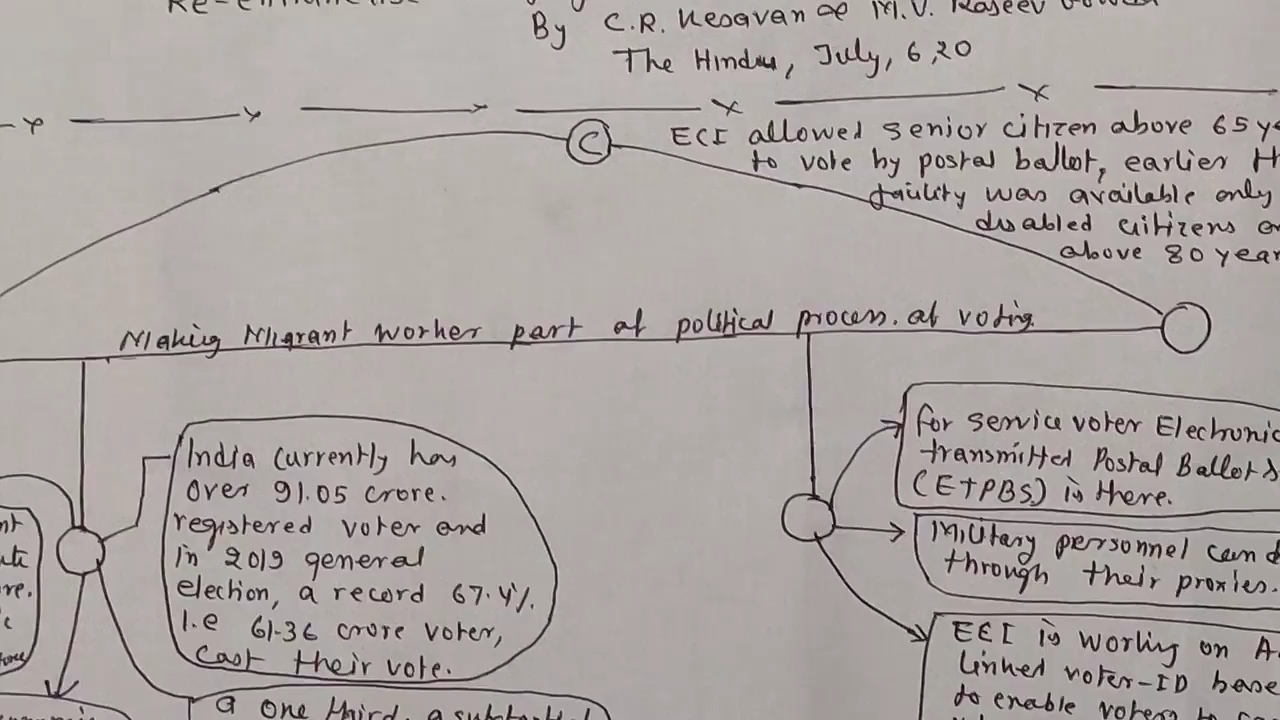 By C.R. Kesavan & M.V. Rajeev
The Hindu, July, 6, 20
C
ECI allowed senior citizen above 65
to vote by postal ballot, earlier
facility was available only
disabled citizens
above 80 year
Making Migrant worker part of political process. of voting.
India currently has
over 91.05 crore.
registered voter and
in 2019 general
election, a record 67.4%.
I.e 61.36 crore voter,
cast their vote.
a one third, a
for service voter Electronic
transmitted Postal Ballots
(ETPBS) is there.
Military personnel can
through their proxies.
ECI is working on
linked voter-ID base
to enable voters to